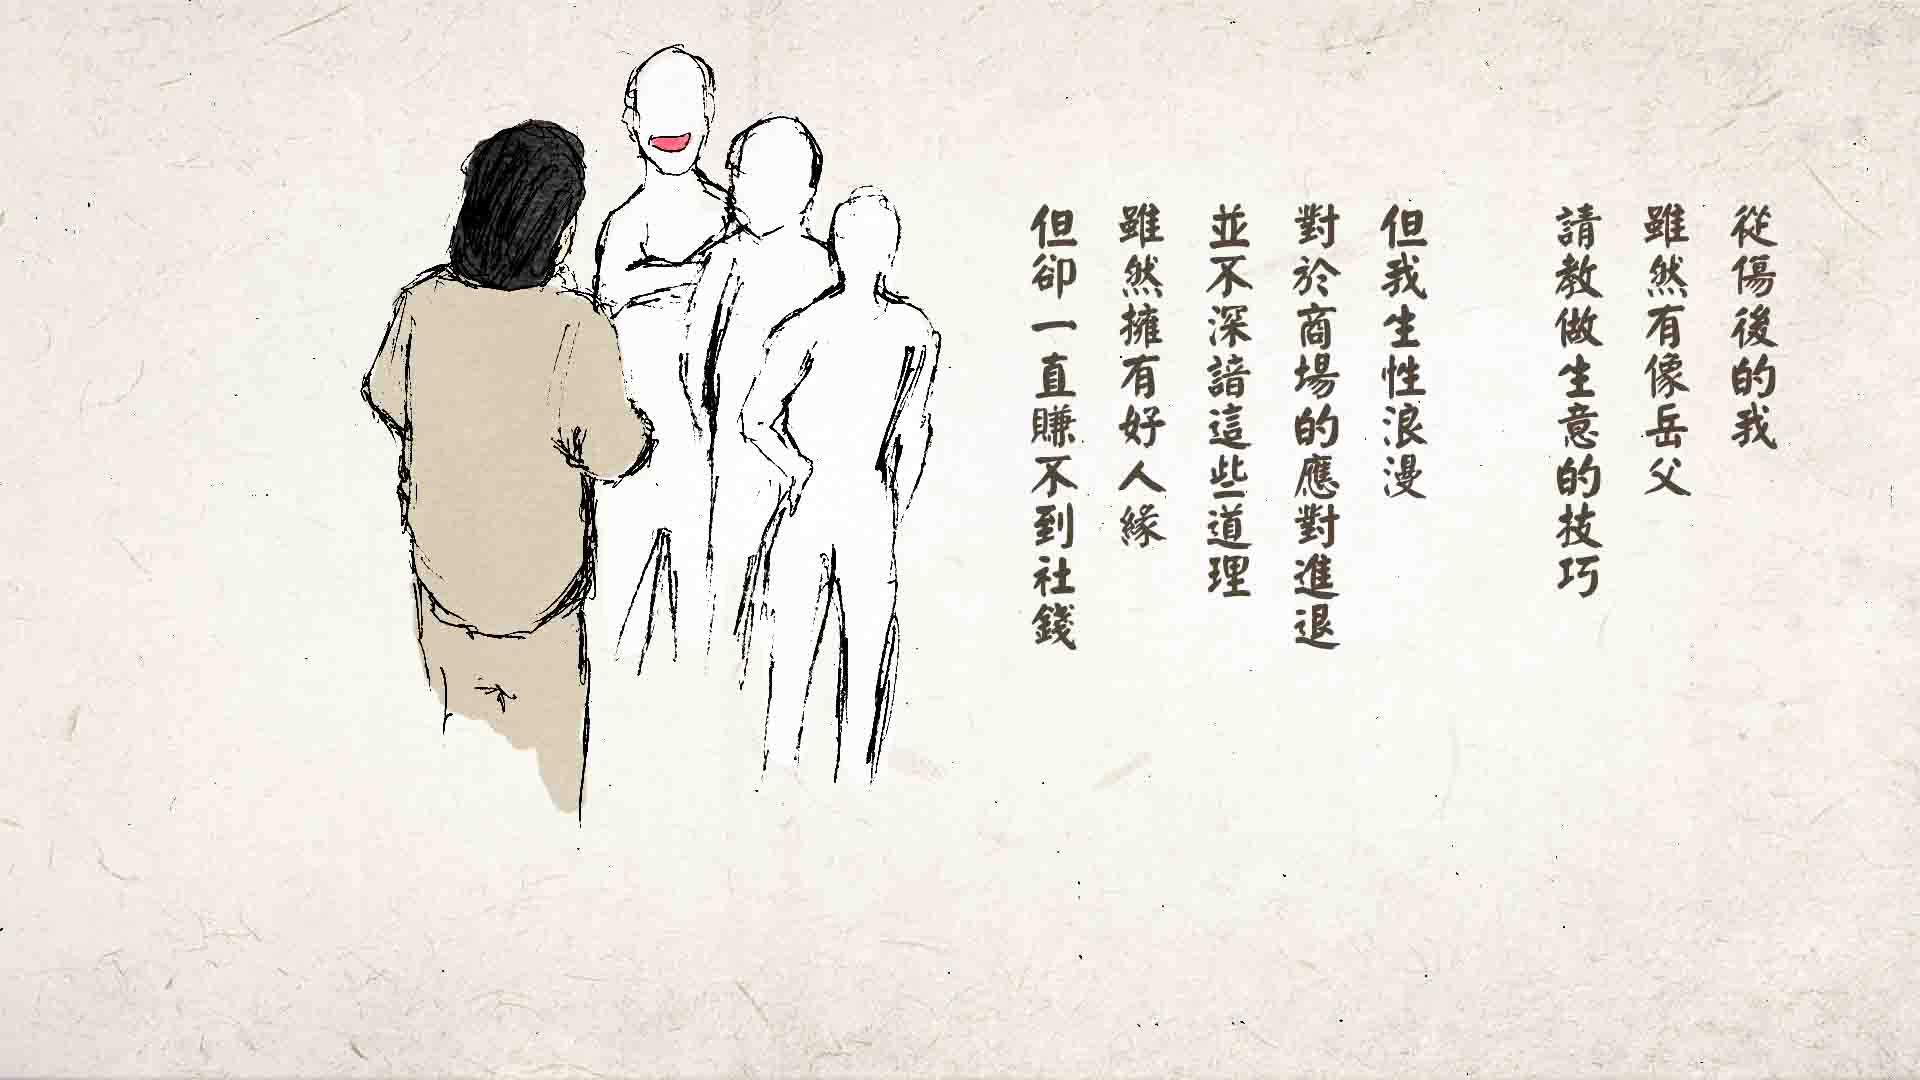 從傷後的我
雖然有像岳父
請教做生意的技巧
但我生性浪漫
對於商場的應對進退
並不深諳這些道理
雖然擁有好人緣
但卻一直賺不到社錢